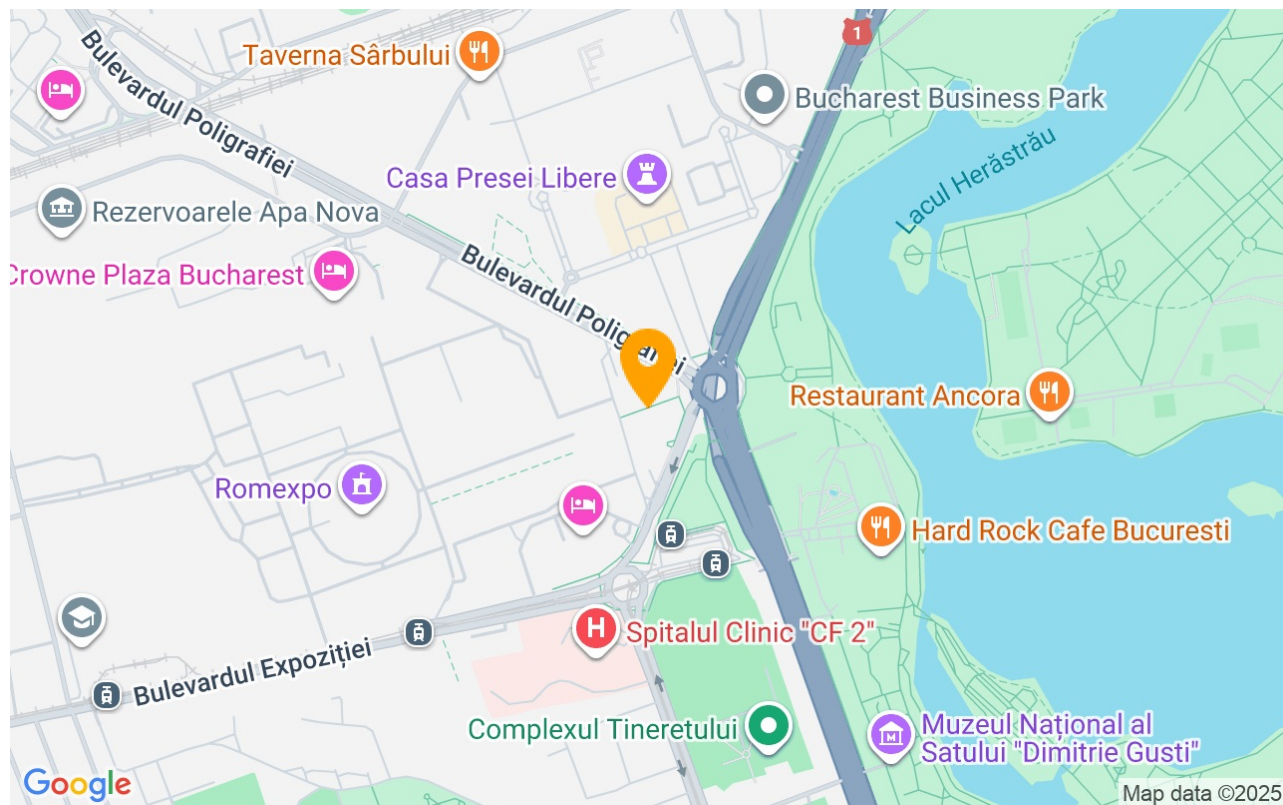 1
Taverna Sârbului
Bulevardul Poligrafiei
Bucharest Business Park
Lacul Herăstrău
Casa Presei Libere
Rezervoarele Apa Nova
Crowne Plaza Bucharest
Bulevardul Poligrafiei
Restaurant Ancora
Romexpo
Hard Rock Cafe Bucuresti
H
Spitalul Clinic "CF 2"
Bulevardul Expoziției
Complexul Tineretului
M
Muzeul Național al
Satului "Dimitrie Gusti"
Google
Map data ©2025